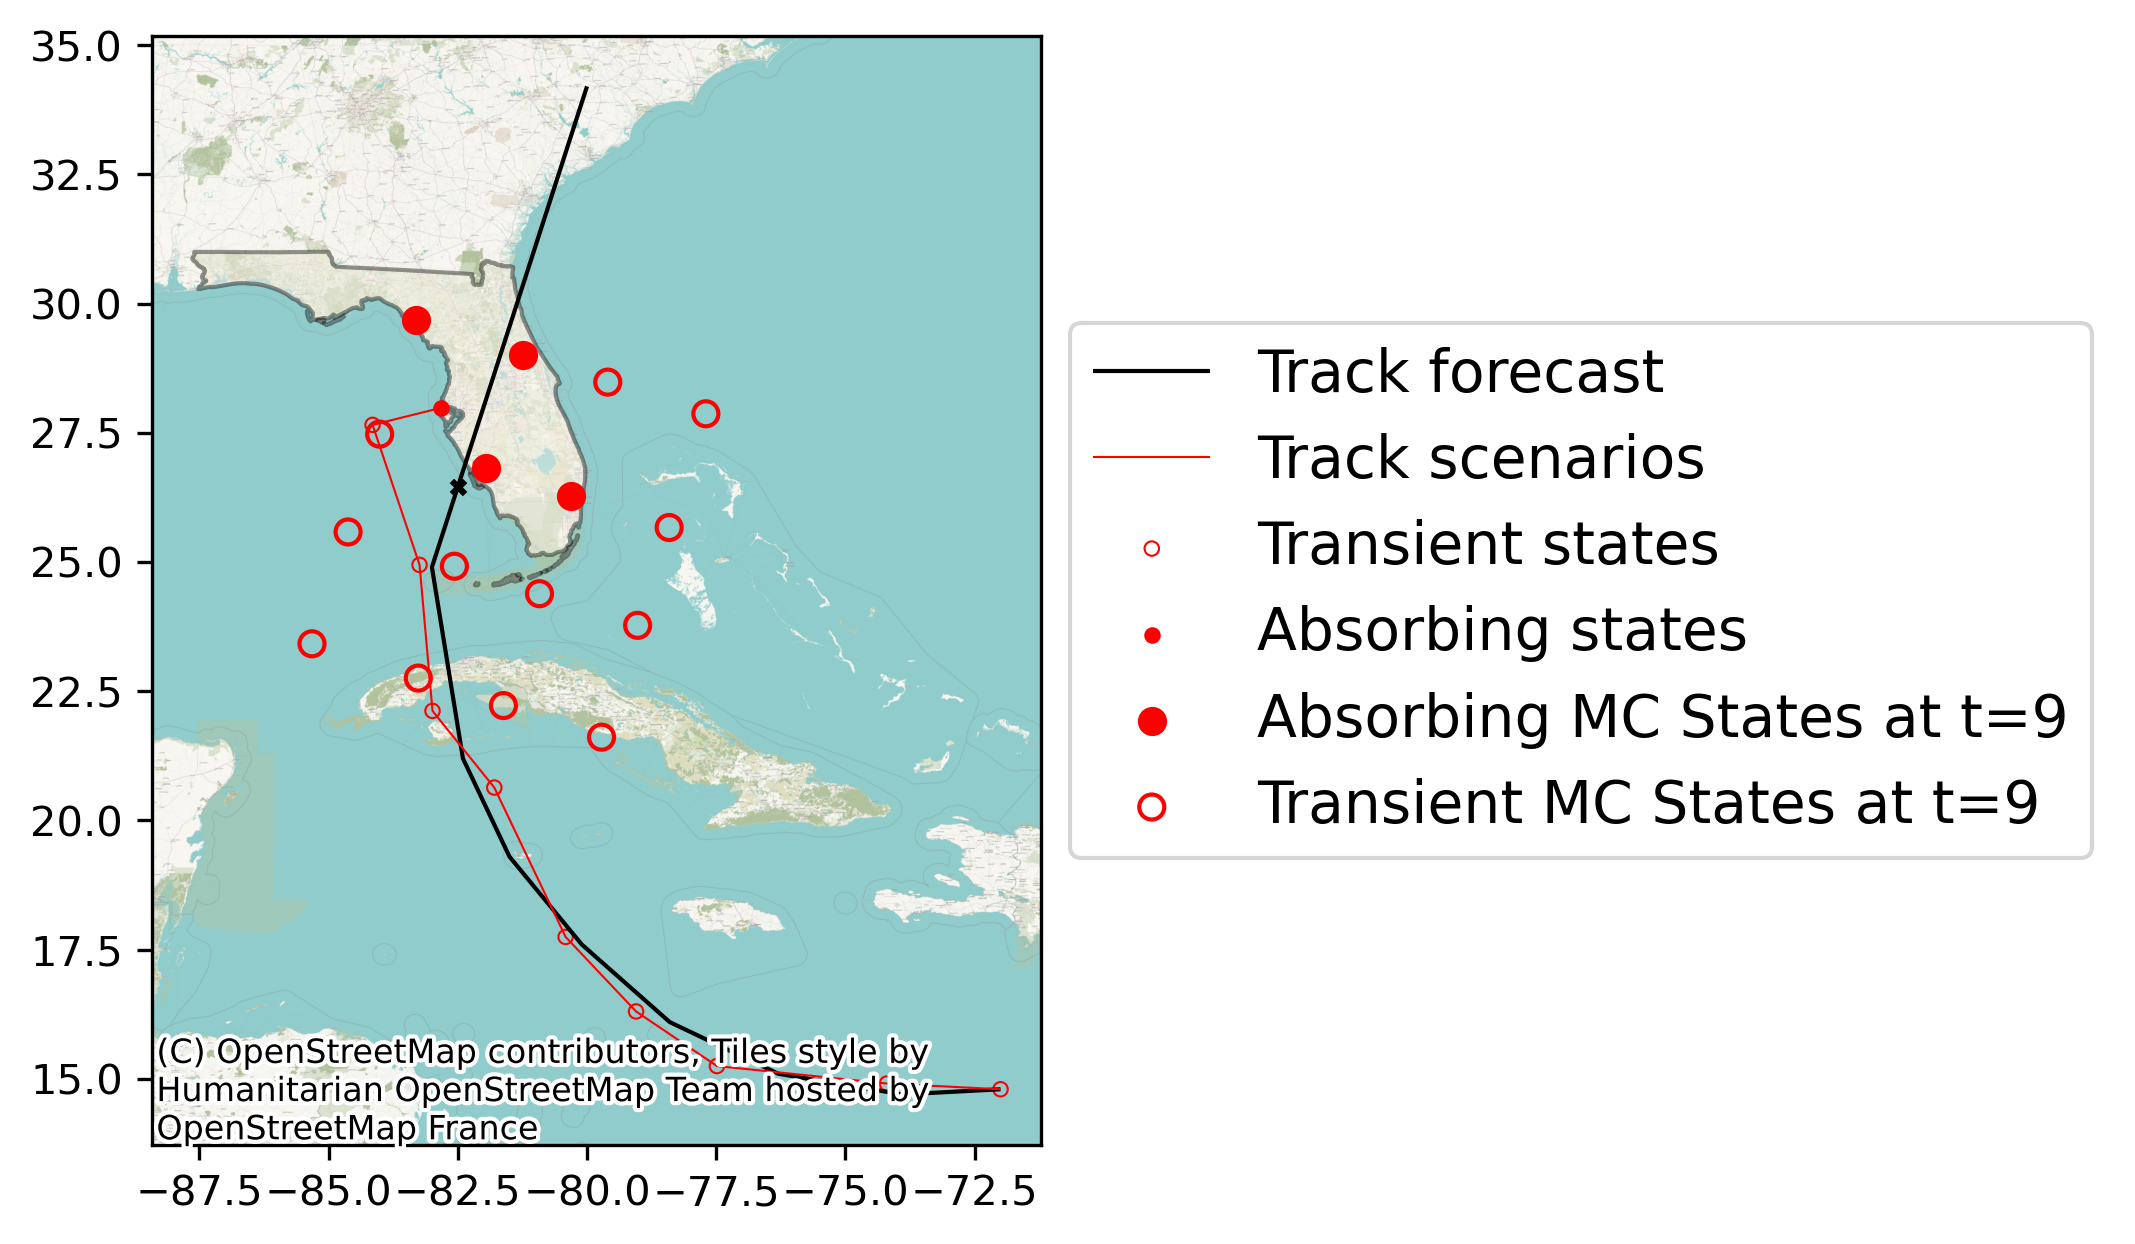 35.0
32.5
30.0
27.5
25.0
22.5
20.0
17.5
15.0
(C) OpenStreetMap contributors, Tiles style by
Humanitarian OpenStreetMap Team hosted by
OpenStreetMap France
−87.5 −85.0 −82.5 −80.0 −77.5 −75.0 −72.5
Track forecast
Track scenarios
Transient states
Absorbing states
Absorbing MC States at t=9
Transient MC States at t=9